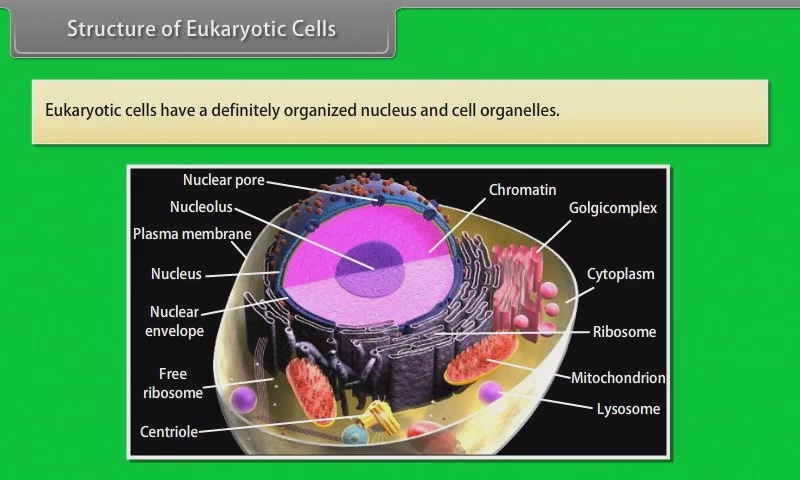 Structure of Eukaryotic Cells
Eukaryotic cells have a definitely organized nucleus and cell organelles.
Nuclear pore
Nucleolus
Plasma membrane
Nucleus
Nuclear
envelope
Free
ribosome
Centriole
Chromatin
Golgicomplex
Cytoplasm
Ribosome
Mitochondrion
Lysosome